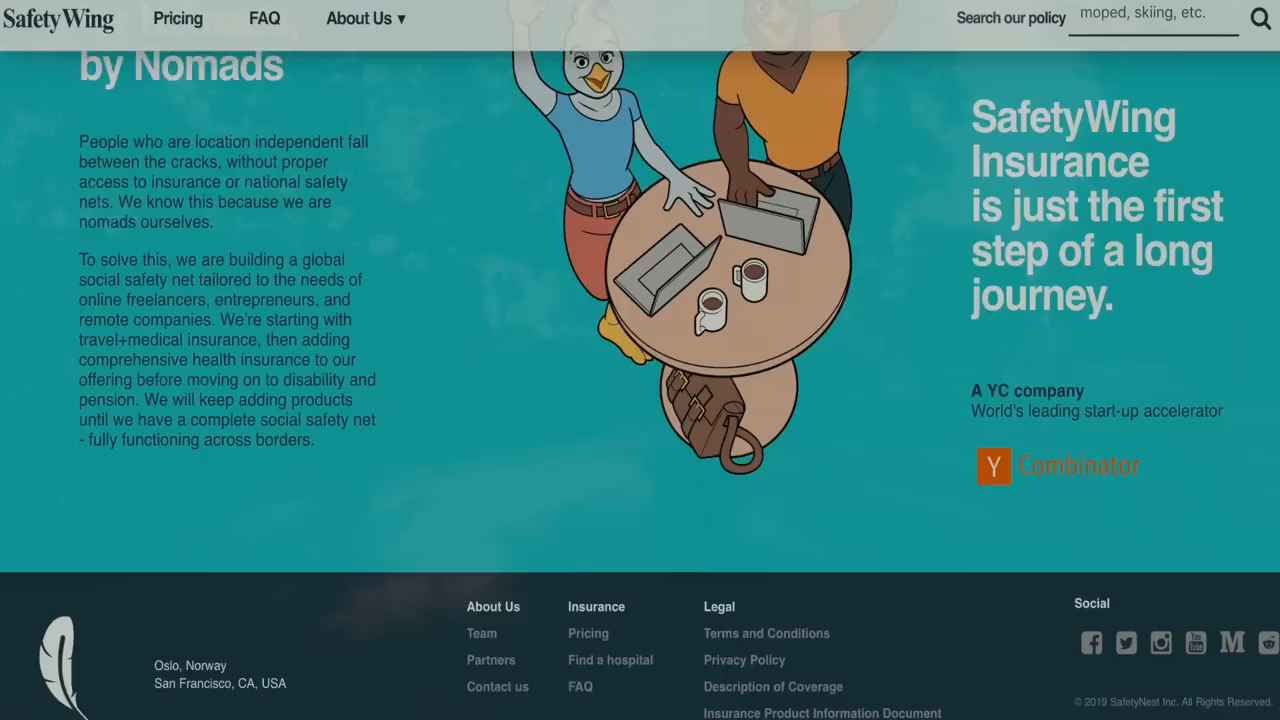 SafetyWing
Pricing
FAQ
About Us ▾
Search our policy
moped, skiing, etc.
by Nomads
People who are location independent fall
between the cracks, without proper
access to insurance or national safety
nets. We know this because we are
nomads ourselves.
To solve this, we are building a global
social safety net tailored to the needs of
online freelancers, entrepreneurs, and
remote companies. We're starting with
travel+medical insurance, then adding
comprehensive health insurance to our
offering before moving on to disability and
pension. We will keep adding products
until we have a complete social safety net
- fully functioning across borders.
SafetyWing
Insurance
is just the first
step of a long
journey.
A YC company
World's leading start-up accelerator
Y Combinator
Oslo, Norway
San Francisco, CA, USA
About Us
Team
Partners
Contact us
Insurance
Pricing
Find a hospital
FAQ
Legal
Terms and Conditions
Privacy Policy
Description of Coverage
Insurance Product Information Document
Social
You Tube
M
© 2019 SafetyNest Inc. All Rights Reserved.